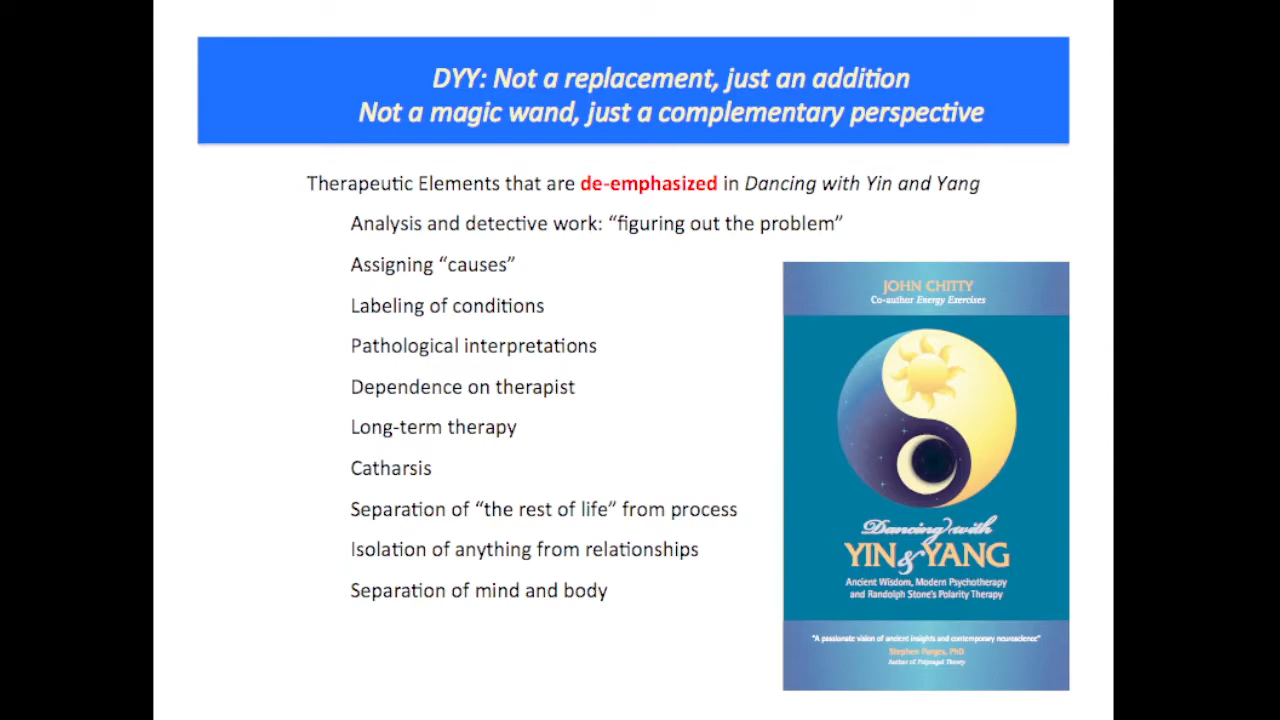 DYY: Not a replacement, just an addition
Not a magic wand, just a complementary perspective
Therapeutic Elements that are de-emphasized in Dancing with Yin and Yang
Analysis and detective work: “figuring out the problem”
Assigning “causes”
Labeling of conditions
Pathological interpretations
Dependence on therapist
Long-term therapy
Catharsis
Separation of “the rest of life” from process
Isolation of anything from relationships
Separation of mind and body
JOHN CHITTY
Co-author Energy Exercises
Dancing with
YIN & YANG
Ancient Wisdom, Modern Psychotherapy
and Randolph Stone's Polarity Therapy
"A passionate vision of ancient insights and contemporary neuroscience"
Stephen Porges, PhD
Author of Polyvagal Theory